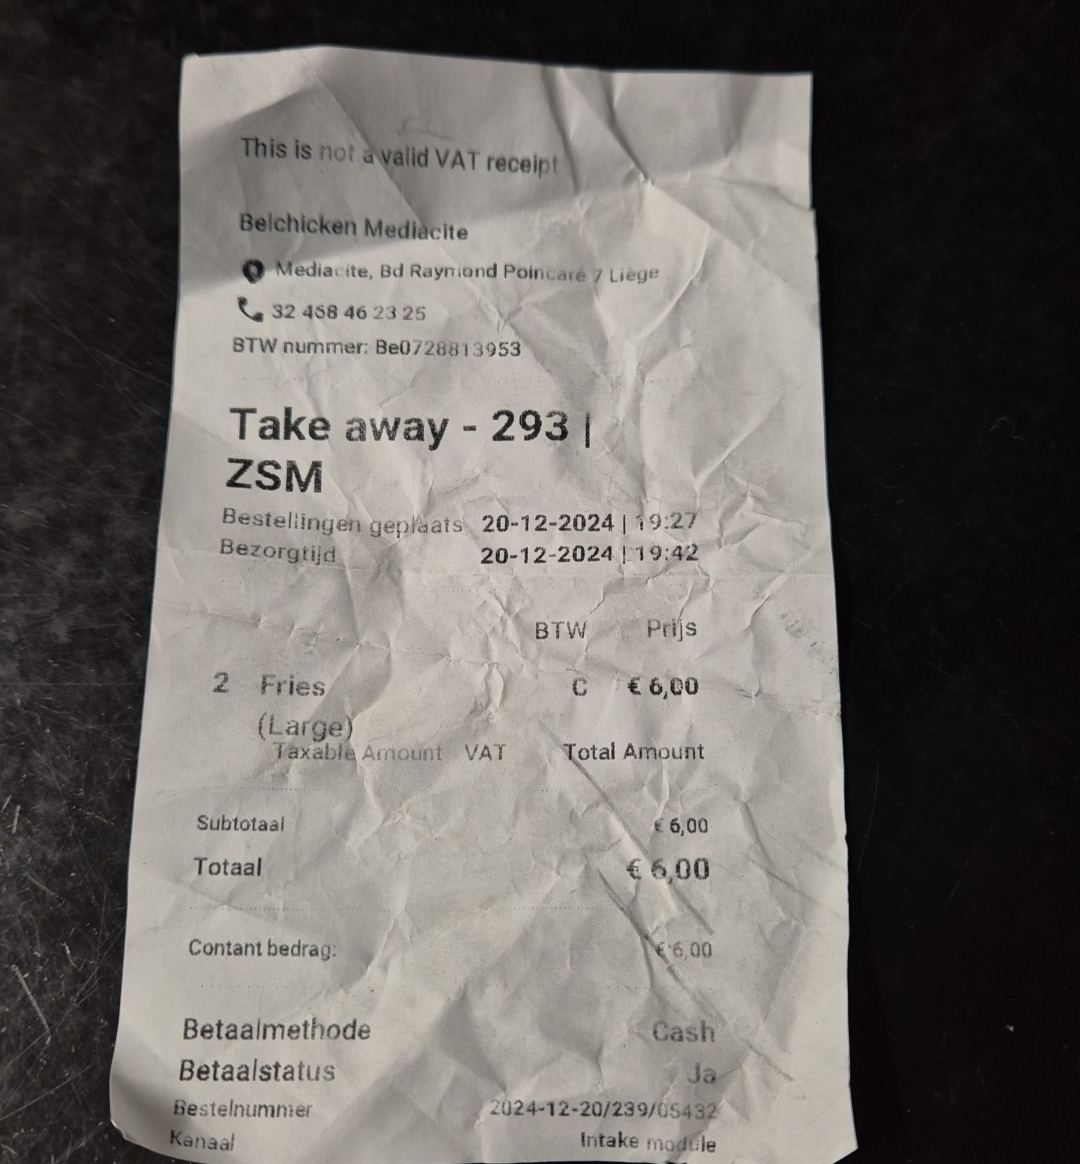 This is not a valid VAT receipt
Belchicken Mediacite
Mediacite, Bd Raymond Poincaré 7 Liège
32 468 46 23 25
BTW nummer: Be0728813953
Take away - 293 |
ZSM
Bestellingen geplaats 20-12-2024 | 19:27
Bezorgtijd 20-12-2024 | 19:42
BTW Prijs
2 Fries C € 6,00
(Large)
Taxable Amount VAT Total Amount
Subtotaal € 6,00
Totaal € 6,00
Contant bedrag: € 6,00
Betaalmethode Cash
Betaalstatus Ja
Bestelnummer 2024-12-20/239/05432
Kanaal Intake module